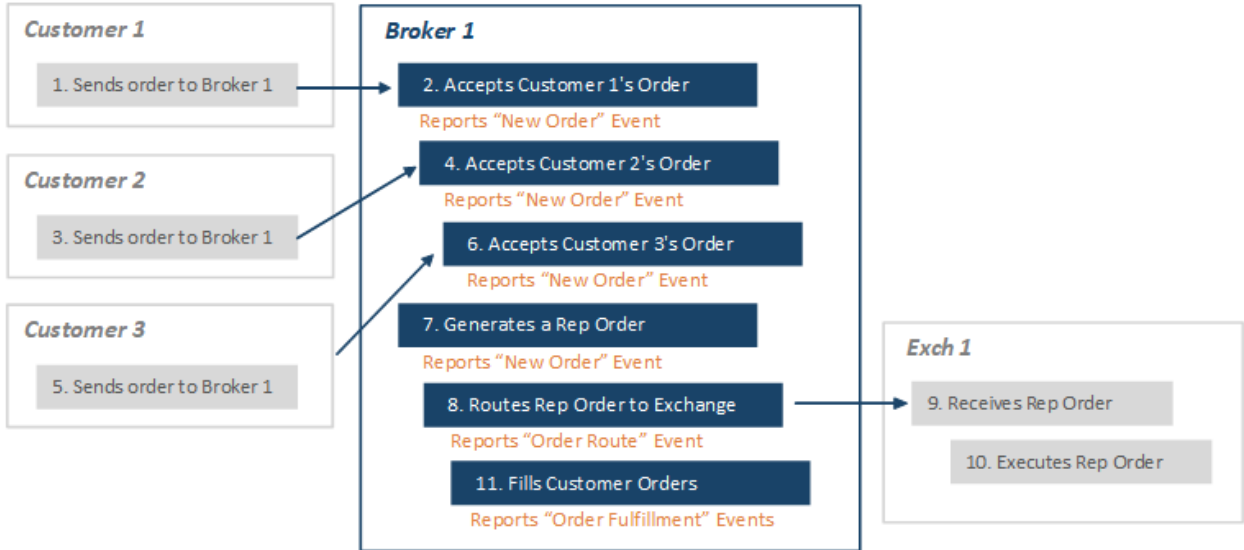 Customer 1
1. Sends order to Broker 1
Customer 2
3. Sends order to Broker 1
Customer 3
5. Sends order to Broker 1
Broker 1
2. Accepts Customer 1's Order
Reports “New Order” Event
4. Accepts Customer 2's Order
Reports “New Order” Event
6. Accepts Customer 3's Order
Reports “New Order” Event
7. Generates a Rep Order
Reports “New Order” Event
8. Routes Rep Order to Exchange
Reports “Order Route” Event
11. Fills Customer Orders
Reports “Order Fulfillment” Events
Exch 1
9. Receives Rep Order
10. Executes Rep Order